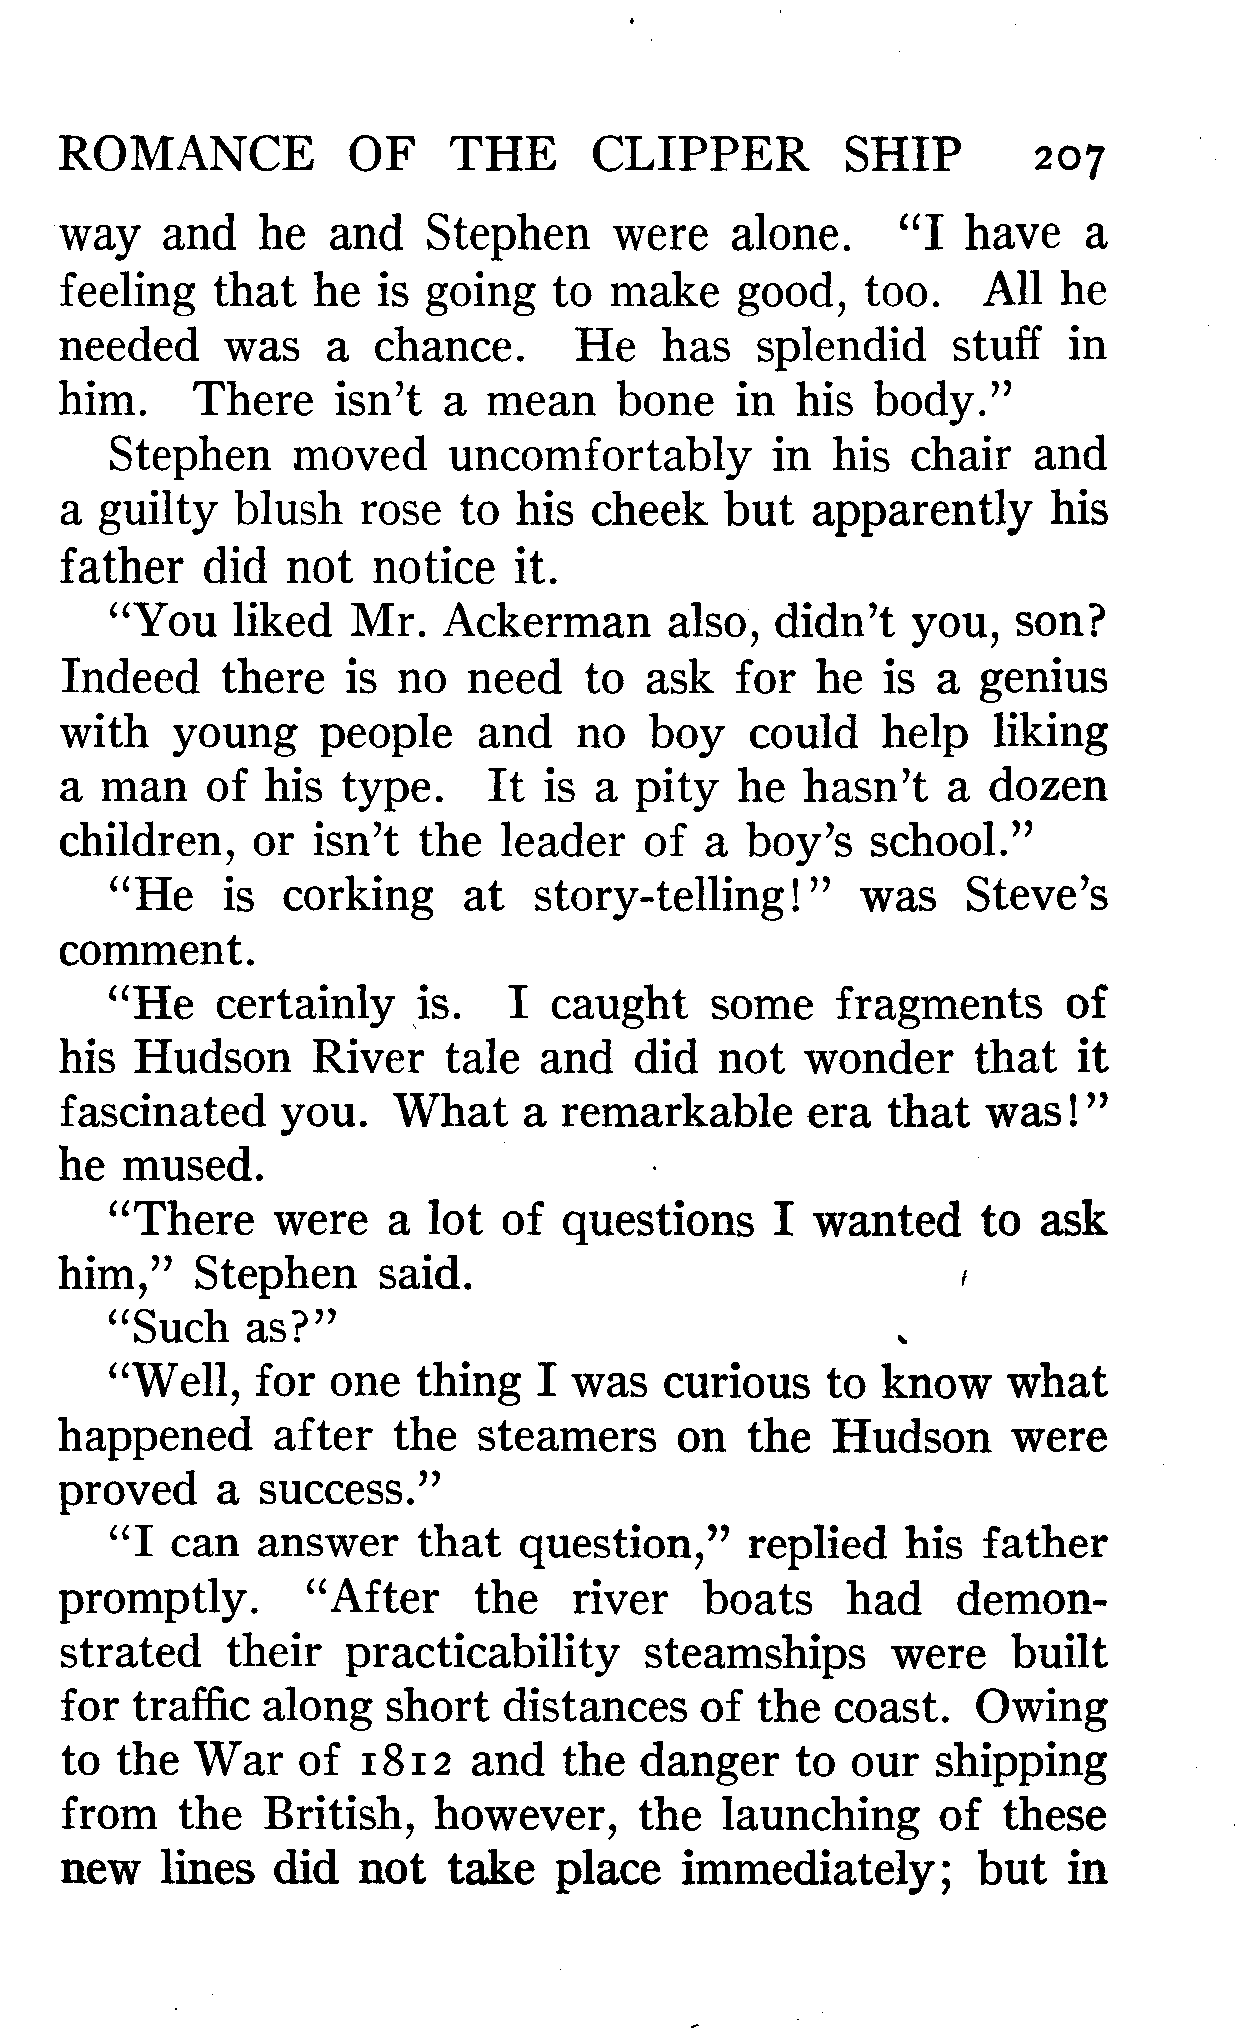 ROMANCE OF THE CLIPPER SHIP 207
way and he and Stephen were alone. "I have a
feeling that he is going to make good, too. All he
needed was a chance. He has splendid stuff in
him. There isn't a mean bone in his body."
Stephen moved uncomfortably in his chair and
a guilty blush rose to his cheek but apparently his
father did not notice it.
"You liked Mr. Ackerman also, didn't you, son?
Indeed there is no need to ask for he is a genius
with young people and no boy could help liking
a man of his type. It is a pity he hasn't a dozen
children, or isn't the leader of a boy's school."
"He is corking at story-telling!" was Steve's
comment.
"He certainly is. I caught some fragments of
his Hudson River tale and did not wonder that it
fascinated you. What a remarkable era that was!"
he mused.
"There were a lot of questions I wanted to ask
him," Stephen said.
"Such as?"
"Well, for one thing I was curious to know what
happened after the steamers on the Hudson were
proved a success."
"I can answer that question," replied his father
promptly. "After the river boats had demon-
strated their practicability steamships were built
for traffic along short distances of the coast. Owing
to the War of 1812 and the danger to our shipping
from the British, however, the launching of these
new lines did not take place immediately; but in